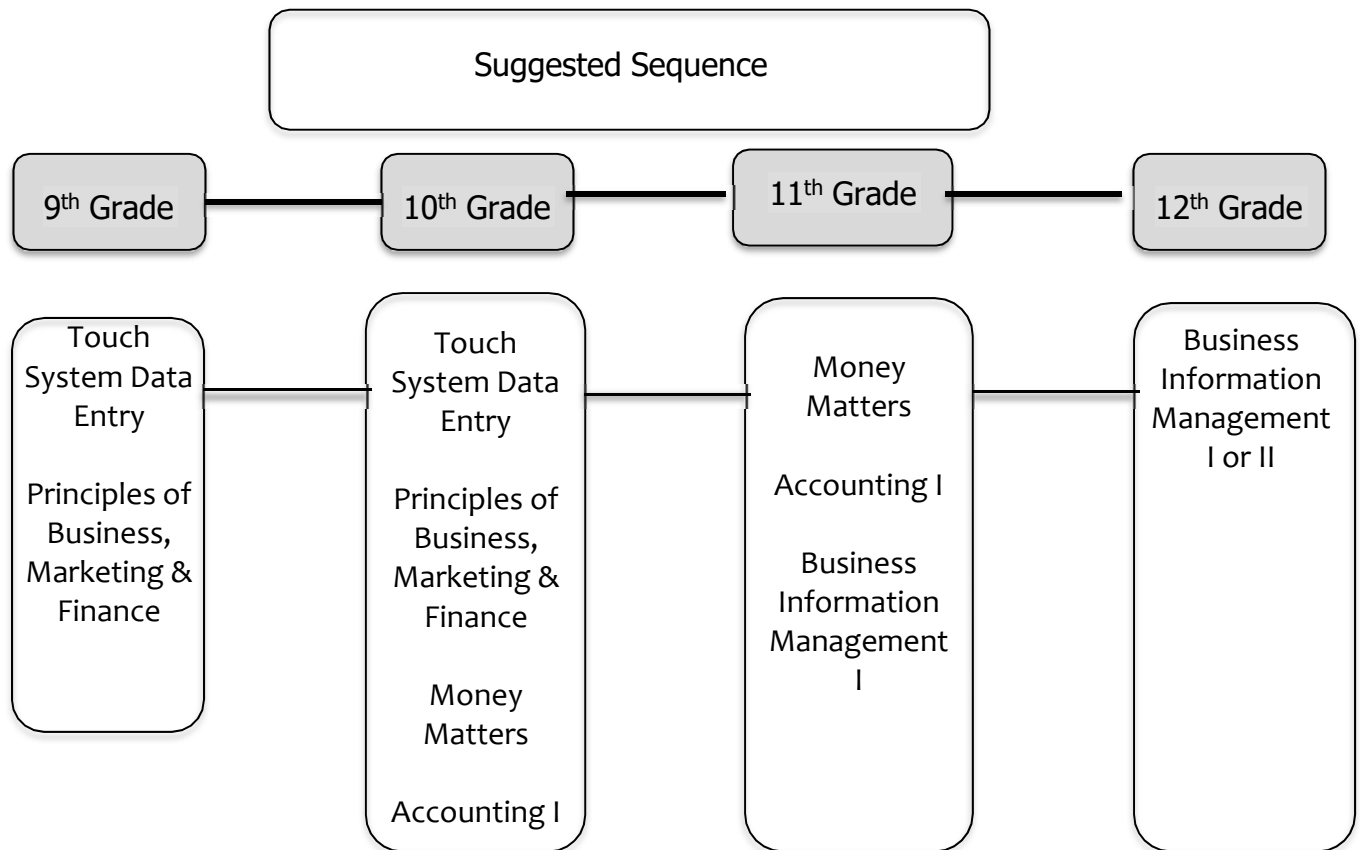 Suggested Sequence
9th Grade
10th Grade
11th Grade
12th Grade
Touch
System Data
Entry
Principles of
Business,
Marketing &
Finance
Touch
System Data
Entry
Principles of
Business,
Marketing &
Finance
Money
Matters
Accounting I
Money
Matters
Accounting I
Business
Information
Management
I
Business
Information
Management
I or II